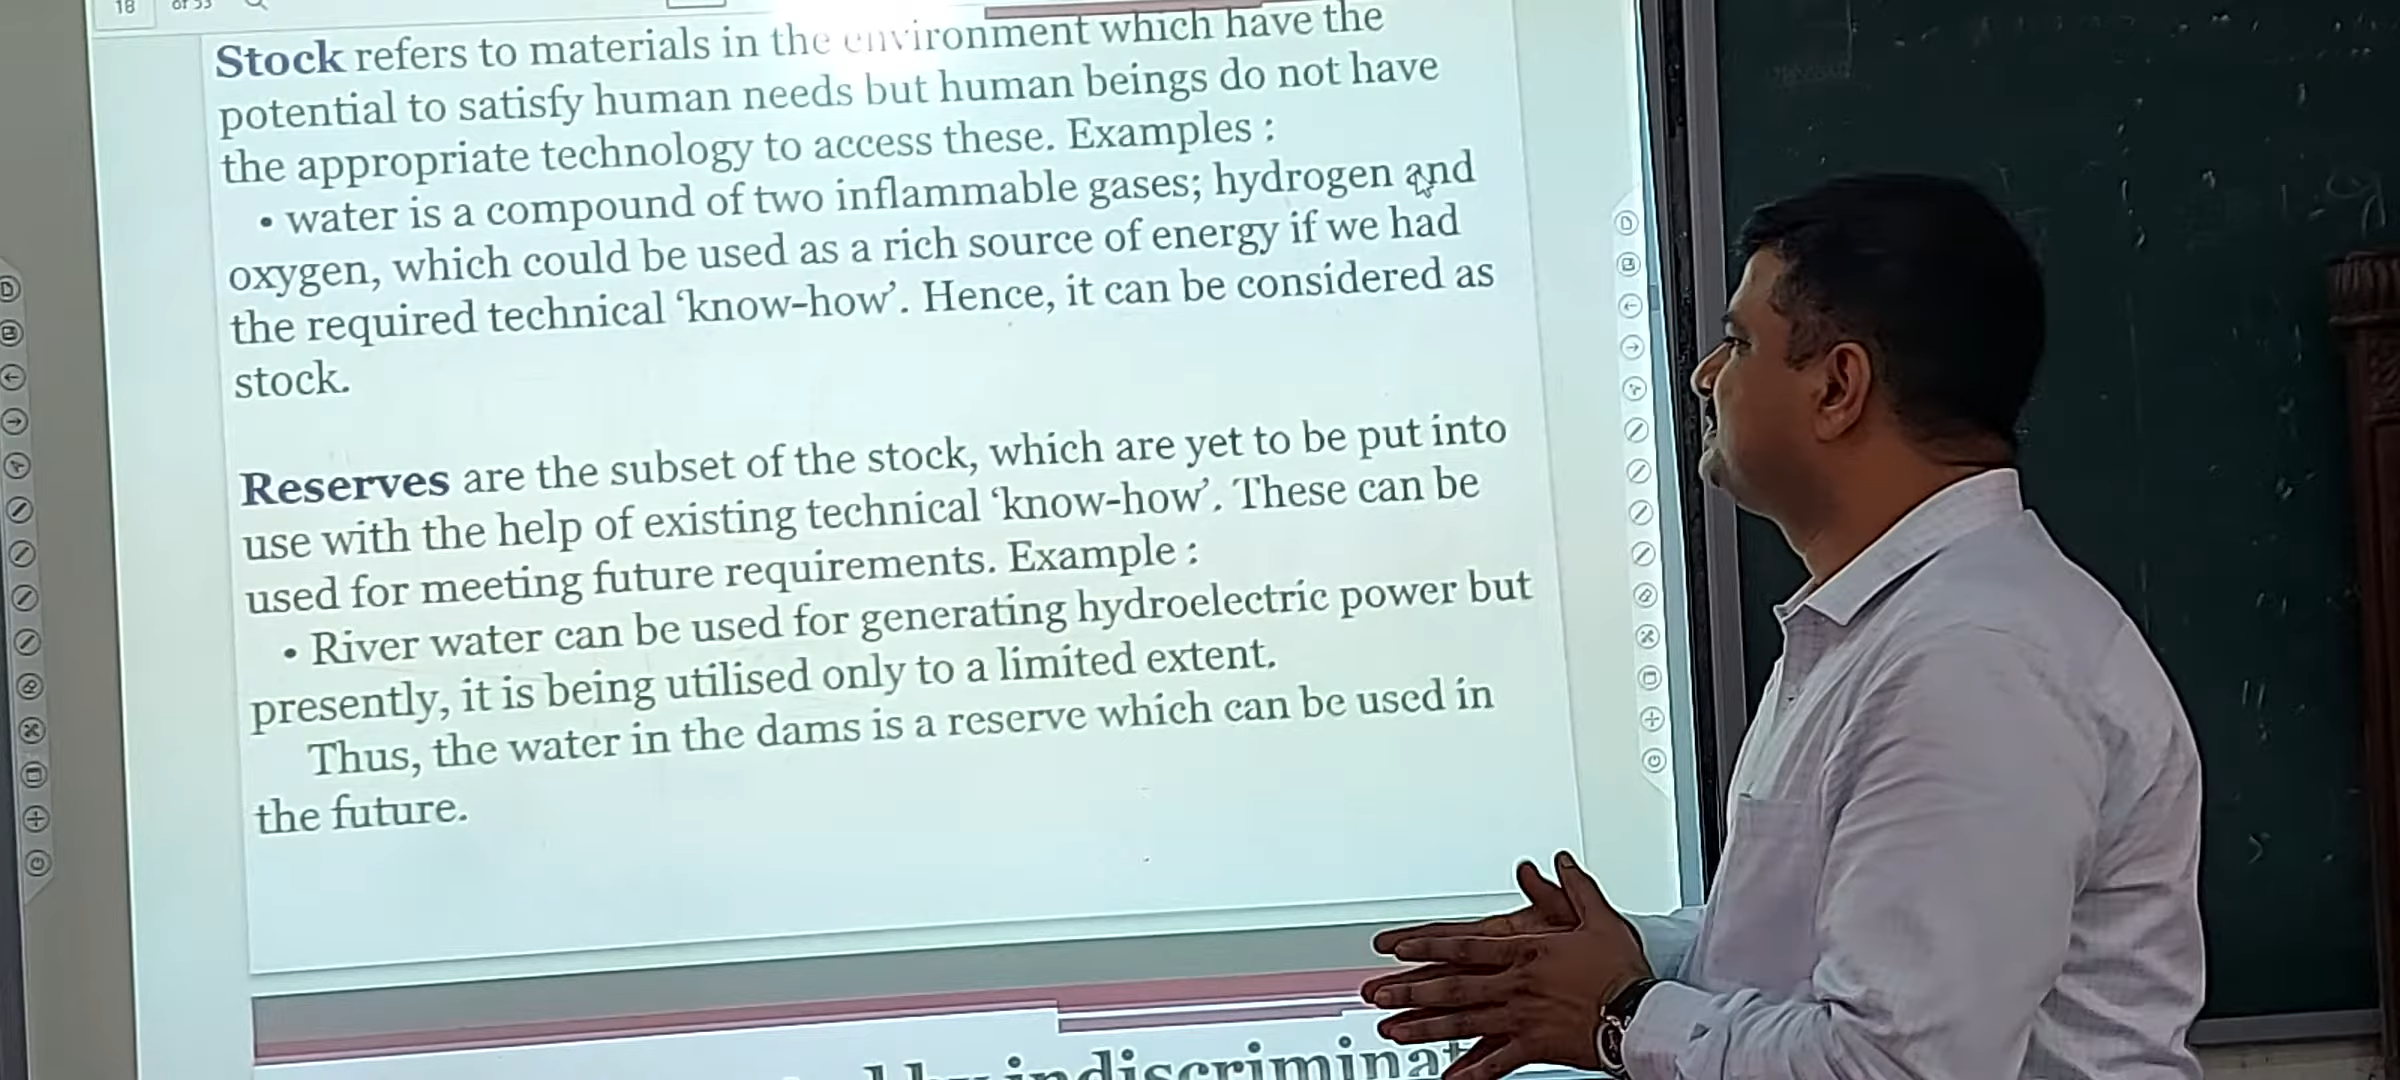 18 of 53
Stock refers to materials in the environment which have the
potential to satisfy human needs but human beings do not have
the appropriate technology to access these. Examples :
• water is a compound of two inflammable gases; hydrogen and
oxygen, which could be used as a rich source of energy if we had
the required technical ‘know-how’. Hence, it can be considered as
stock.
Reserves are the subset of the stock, which are yet to be put into
use with the help of existing technical ‘know-how’. These can be
used for meeting future requirements. Example :
• River water can be used for generating hydroelectric power but
presently, it is being utilised only to a limited extent.
Thus, the water in the dams is a reserve which can be used in
the future.
by indiscriminat